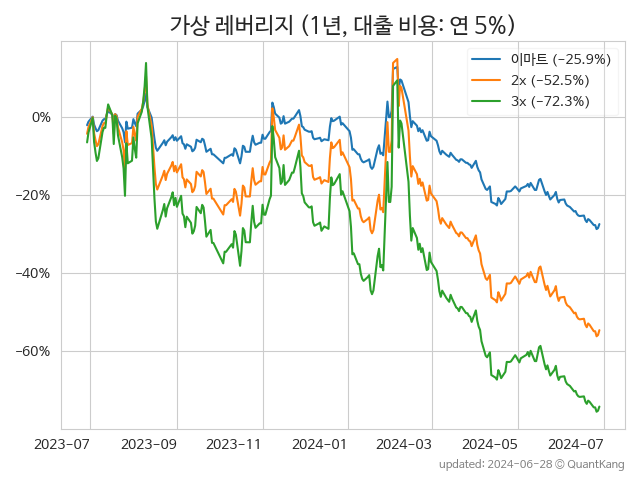 가상 레버리지 (1년, 대출 비용: 연 5%)
이마트 (−25.9%)
2x (−52.5%)
3x (−72.3%)
0%
−20%
−40%
−60%
2023-07 2023-09 2023-11 2024-01 2024-03 2024-05 2024-07
updated: 2024-06-28 © QuantKang